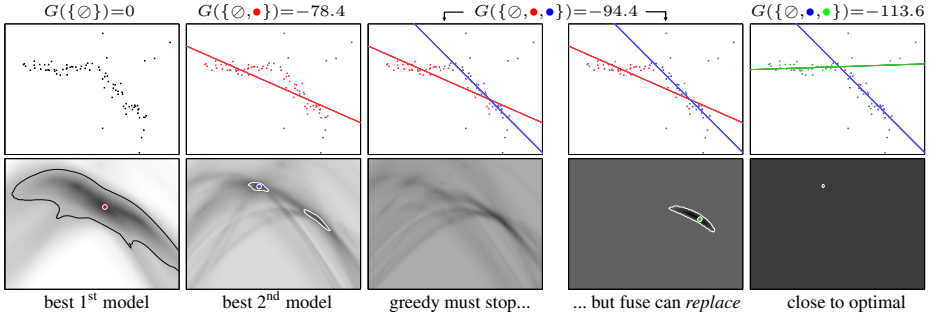 G({∅})=0
G({∅,●})=−78.4
G({∅,●,●})=−94.4
G({∅,●,●})=−113.6
best 1st model
best 2nd model
greedy must stop...
... but fuse can replace
close to optimal